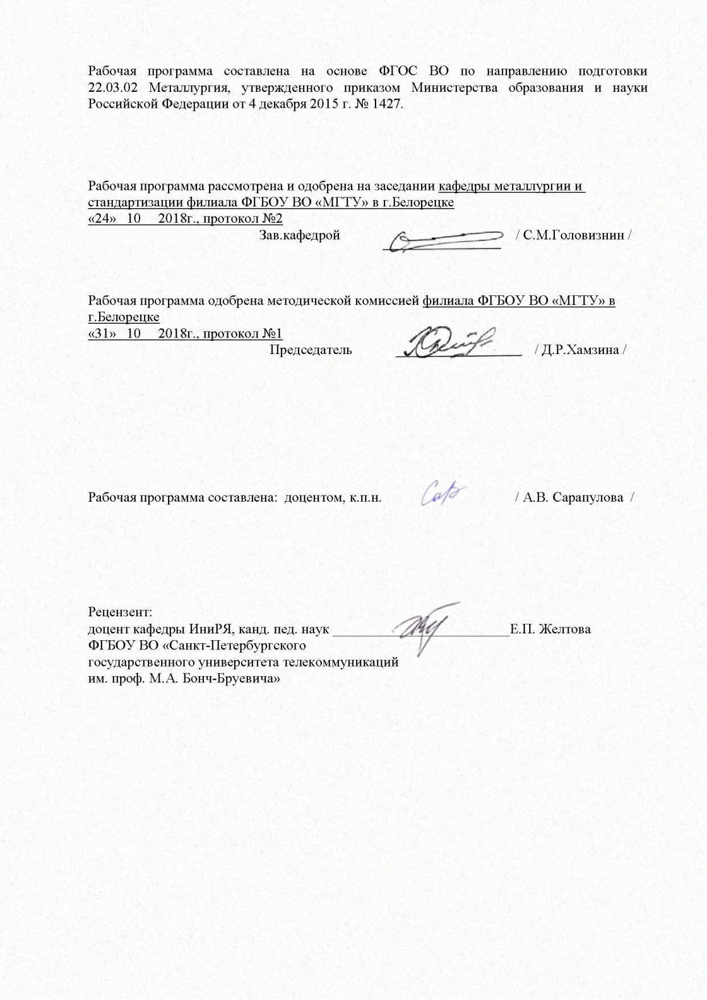 Рабочая программа составлена на основе ФГОС ВО по направлению подготовки
22.03.02 Металлургия, утвержденного приказом Министерства образования и науки
Российской Федерации от 4 декабря 2015 г. № 1427.
Рабочая программа рассмотрена и одобрена на заседании кафедры металлургии и
стандартизации филиала ФГБОУ ВО «МГТУ» в г.Белорецке
«24» 10 2018г., протокол №2
Зав.кафедрой / С.М.Головизнин /
Рабочая программа одобрена методической комиссией филиала ФГБОУ ВО «МГТУ» в
г.Белорецке
«31» 10 2018г., протокол №1
Председатель / Д.Р.Хамзина /
Рабочая программа составлена: доцентом, к.п.н. / А.В. Сарапулова /
Рецензент:
доцент кафедры ИниРЯ, канд. пед. наук Е.П. Желтова
ФГБОУ ВО «Санкт-Петербургского
государственного университета телекоммуникаций
им. проф. М.А. Бонч-Бруевича»